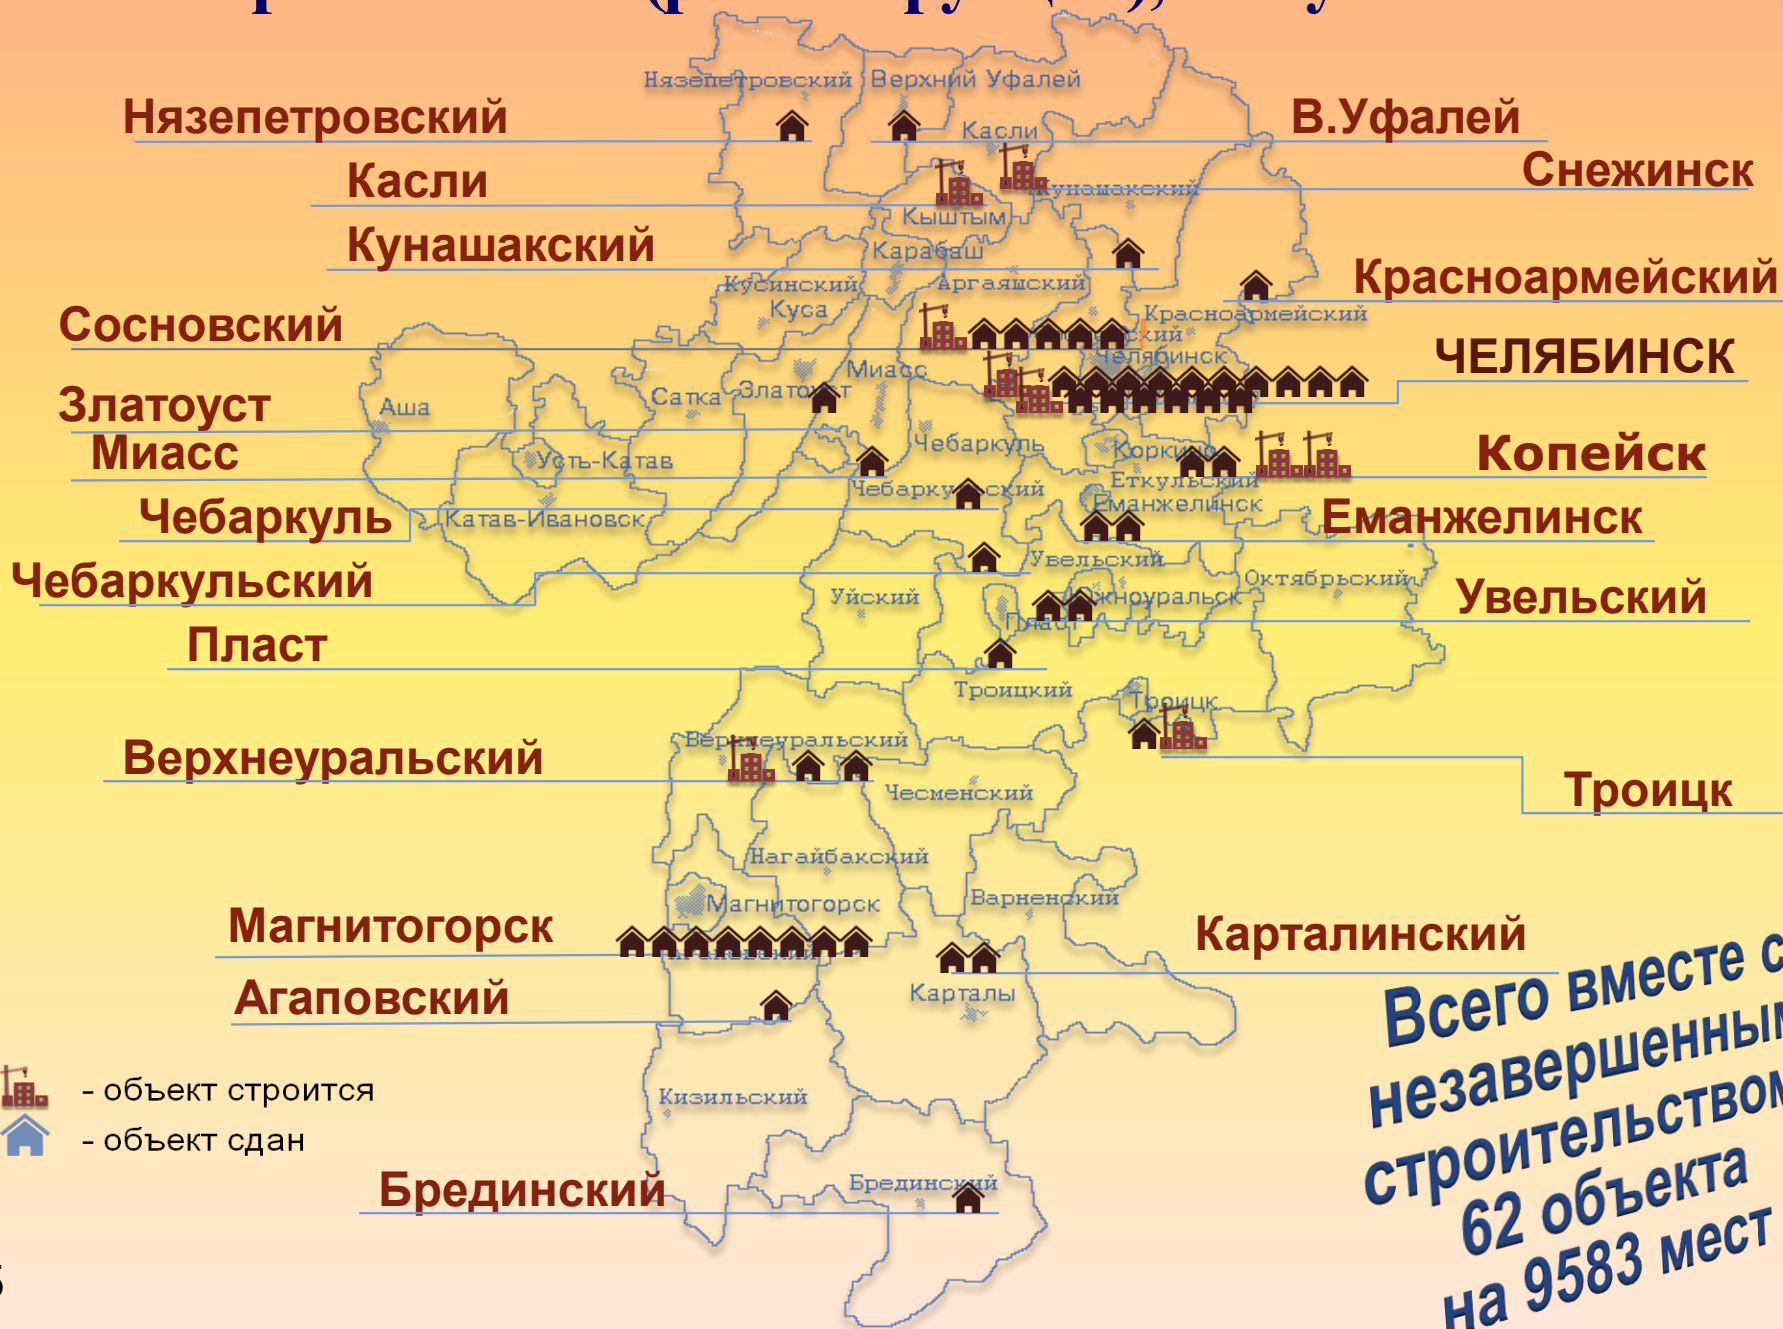 Нязепетровский
Верхний Уфалей
Нязепетровский
В.Уфалей
Касли
Касли
Снежинск
Кунашакский
Кыштым
Кунашакский
Карабаш
Аргаяшский
Красноармейский
Кусинский
Куса
Красноармейский
Сосновский
Челябинск
ЧЕЛЯБИНСК
Миасс
Златоуст
Сатка
Златоуст
Аша
Миасс
Чебаркуль
Коркино
Копейск
Усть-Катав
Еткульский
Чебаркульский
Еманжелинск
Чебаркуль
Катав-Ивановск
Еманжелинск
Увельский
Чебаркульский
Октябрьский
Уйский
Южноуральск
Увельский
Пласт
Пласт
Троицкий
Троицк
Верхнеуральский
Верхнеуральский
Чесменский
Троицк
Нагайбакский
Варненский
Магнитогорск
Магнитогорск
Карталинский
Агаповский
Карталы
- объект строится
Кизильский
- объект сдан
Брединский
Брединский
Всего вместе с
незавершенным
строительством
62 объекта
на 9583 мест